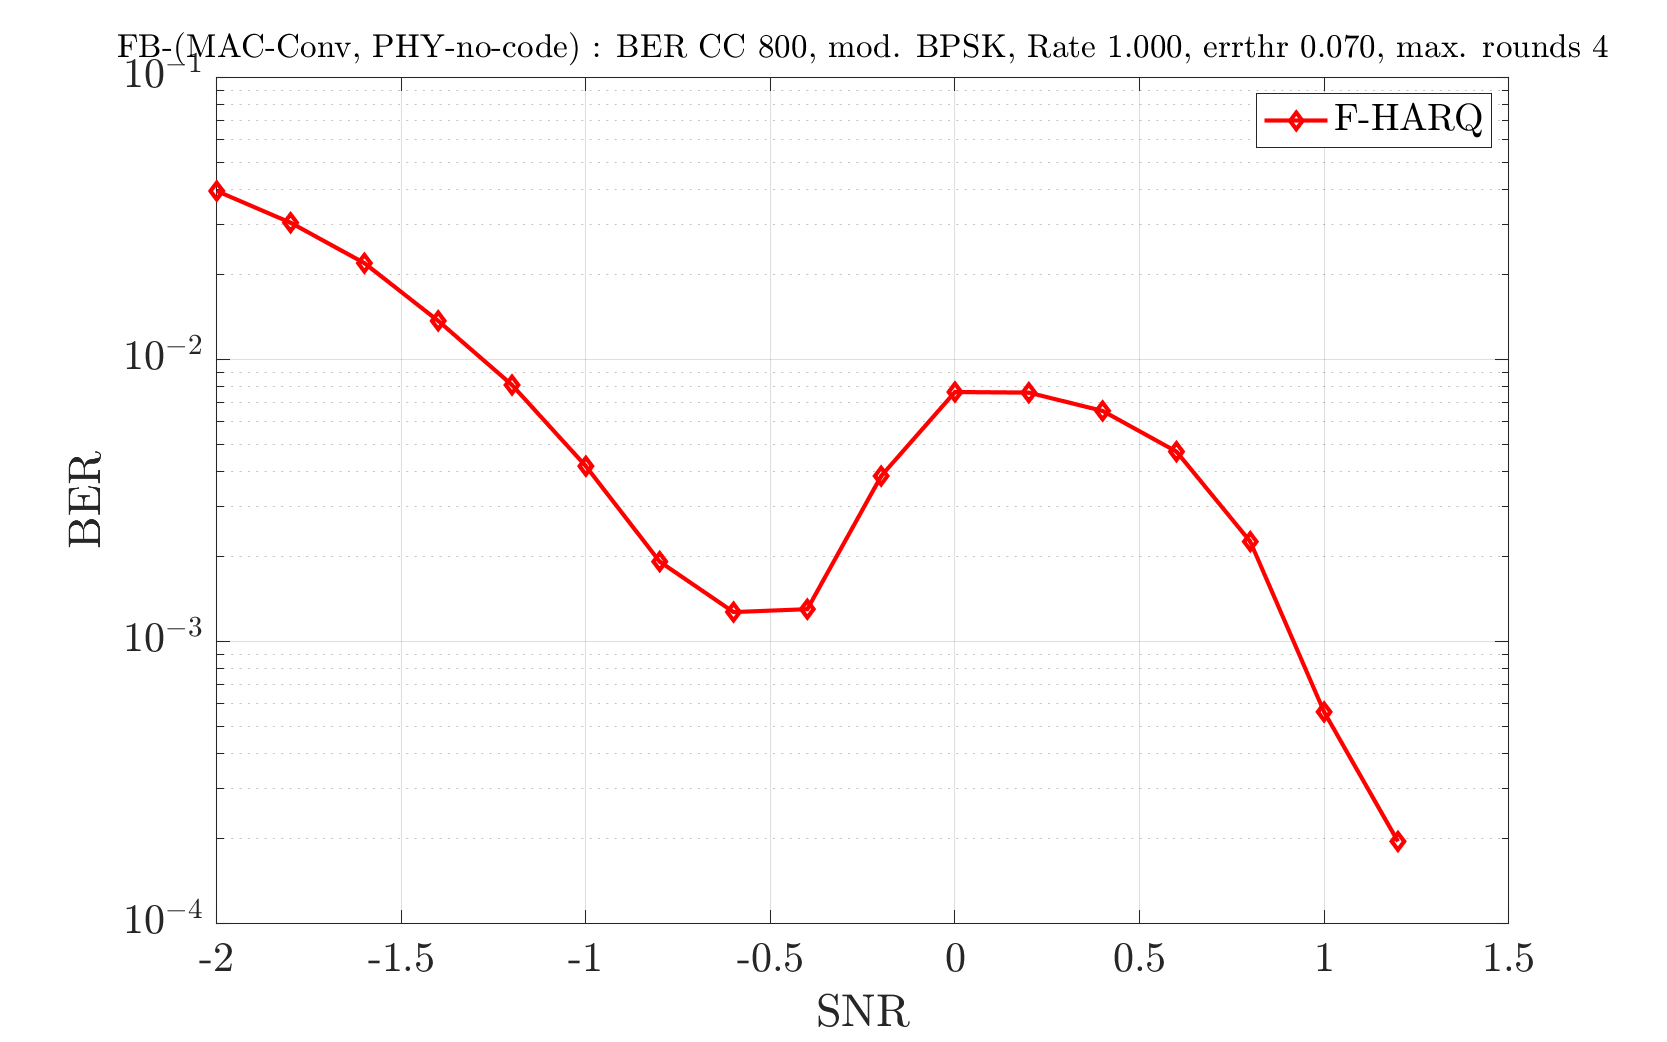 FB-(MAC-Conv, PHY-no-code) : BER CC 800, mod. BPSK, Rate 1.000, errthr 0.070, max. rounds 4
10⁻¹
F-HARQ
10⁻²
BER
10⁻³
10⁻⁴
-2 -1.5 -1 -0.5 0 0.5 1 1.5
SNR